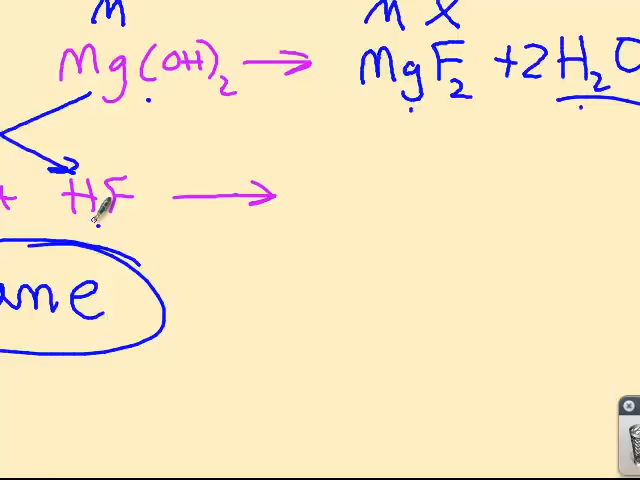 M M X
Mg(OH)₂ → MgF₂ + 2H₂O
+ HF →
ane